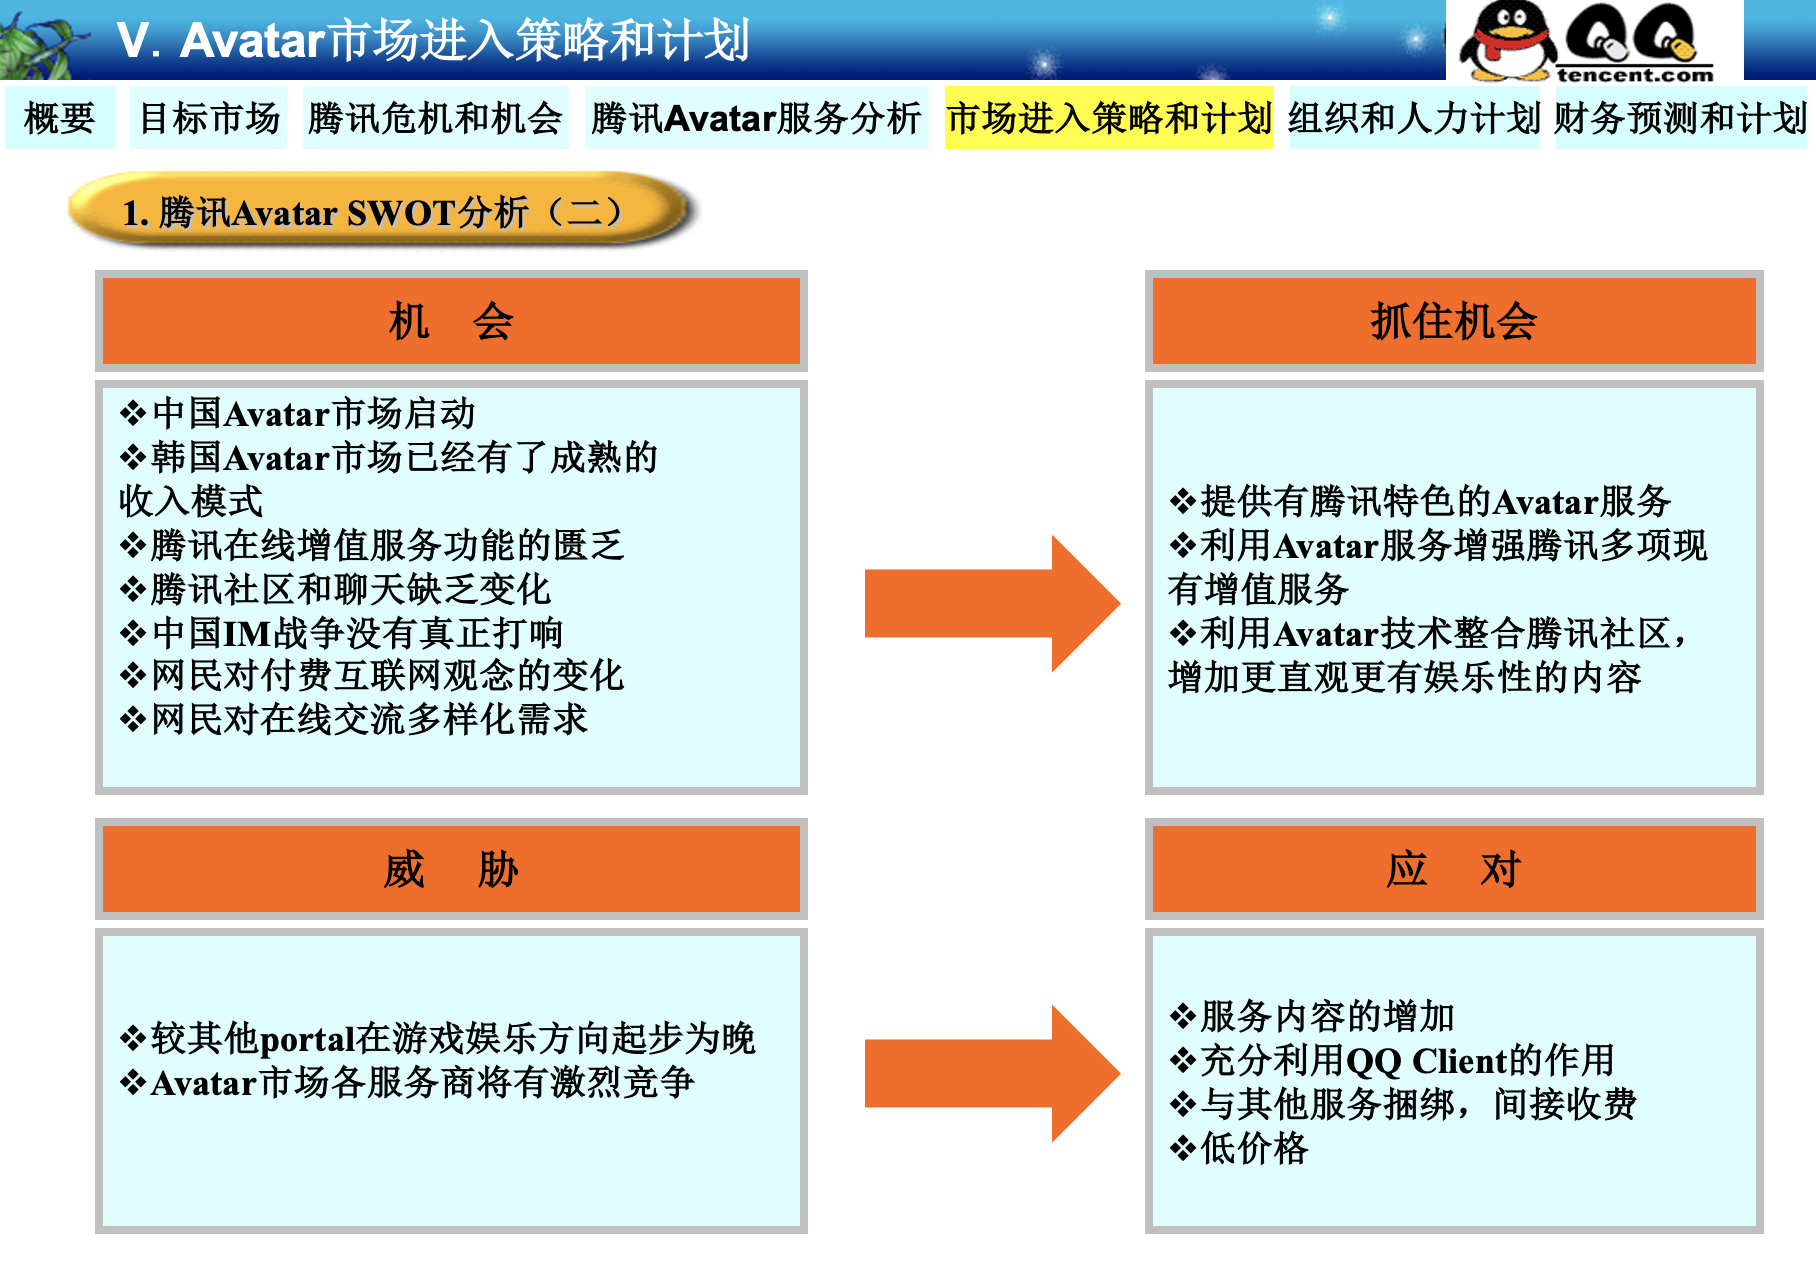 V. Avatar市场进入策略和计划
QQ
tencent.com
概要 目标市场 腾讯危机和机会 腾讯Avatar服务分析 市场进入策略和计划 组织和人力计划 财务预测和计划
1. 腾讯Avatar SWOT分析（二）
机 会
❖中国Avatar市场启动
❖韩国Avatar市场已经有了成熟的
收入模式
❖腾讯在线增值服务功能的匮乏
❖腾讯社区和聊天缺乏变化
❖中国IM战争没有真正打响
❖网民对付费互联网观念的变化
❖网民对在线交流多样化需求
抓住机会
❖提供有腾讯特色的Avatar服务
❖利用Avatar服务增强腾讯多项现
有增值服务
❖利用Avatar技术整合腾讯社区，
增加更直观更有娱乐性的内容
威 胁
❖较其他portal在游戏娱乐方向起步为晚
❖Avatar市场各服务商将有激烈竞争
应 对
❖服务内容的增加
❖充分利用QQ Client的作用
❖与其他服务捆绑，间接收费
❖低价格